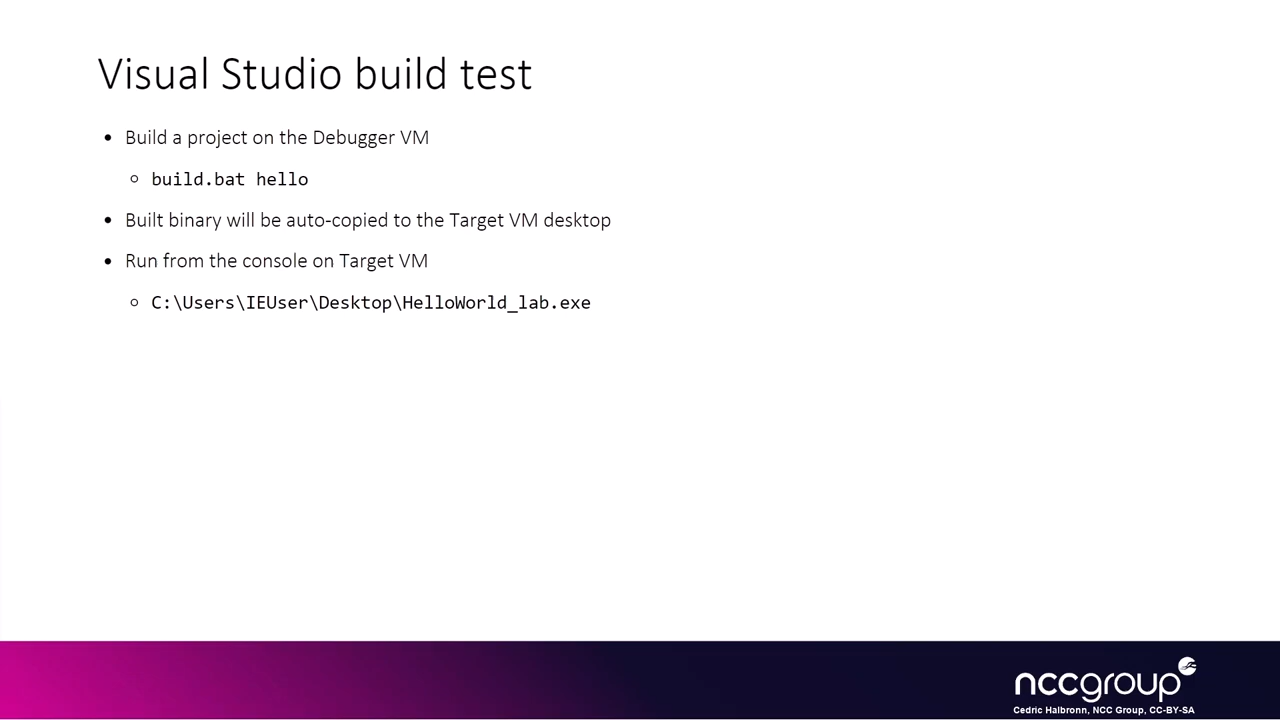 Visual Studio build test
• Build a project on the Debugger VM
○ build.bat hello
• Built binary will be auto-copied to the Target VM desktop
• Run from the console on Target VM
○ C:\Users\IEUser\Desktop\HelloWorld_lab.exe
nccgroup
Cedric Halbronn, NCC Group, CC-BY-SA